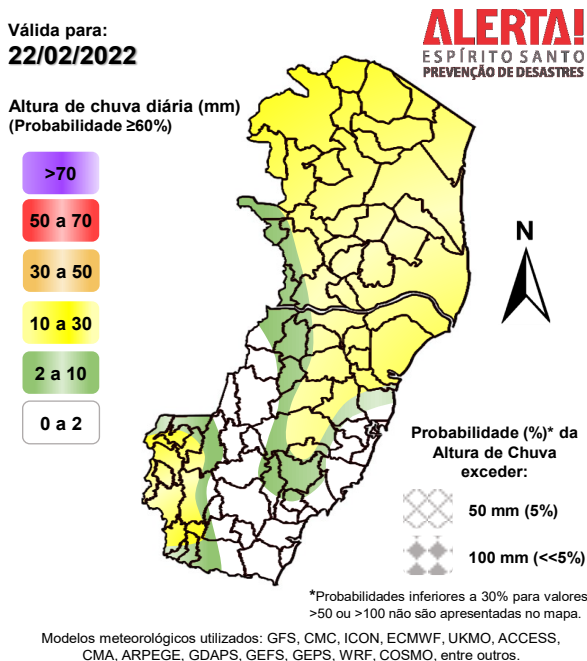 Válida para:
22/02/2022
ALERTA!
ESPÍRITO SANTO
PREVENÇÃO DE DESASTRES
Altura de chuva diária (mm)
(Probabilidade ≥60%)
>70
50 a 70
30 a 50
10 a 30
2 a 10
0 a 2
N
Probabilidade (%)* da
Altura de Chuva
exceder:
50 mm (5%)
100 mm (<<5%)
*Probabilidades inferiores a 30% para valores
>50 ou >100 não são apresentadas no mapa.
Modelos meteorológicos utilizados: GFS, CMC, ICON, ECMWF, UKMO, ACCESS,
CMA, ARPEGE, GDAPS, GEFS, GEPS, WRF, COSMO, entre outros.